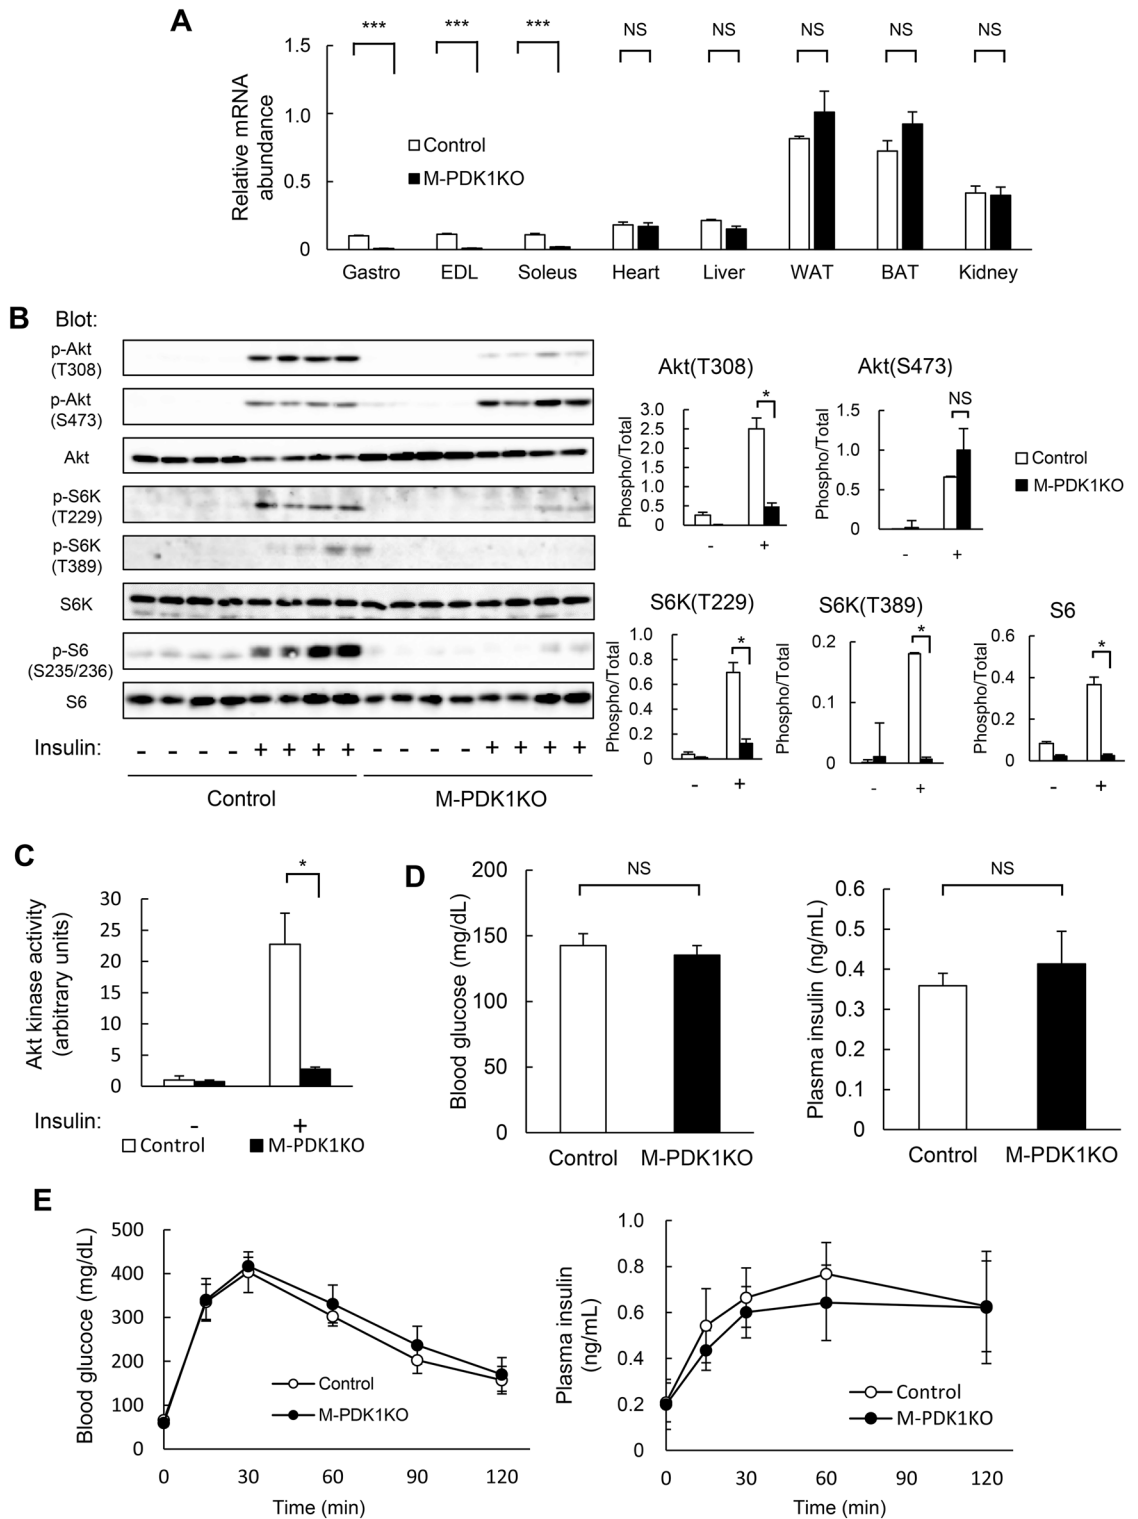 A
*** *** *** NS NS NS NS NS
1.5
1.0
0.5
0
Relative mRNA
abundance
Control
M-PDK1KO
Gastro EDL Soleus Heart Liver WAT BAT Kidney
B
Blot:
p-Akt
(T308)
p-Akt
(S473)
Akt
p-S6K
(T229)
p-S6K
(T389)
S6K
p-S6
(S235/236)
S6
Insulin: - - - - + + + + - - - - + + + +
Control M-PDK1KO
Akt(T308)
Phospho/Total
3.0
2.5
2.0
1.5
1.0
0.5
0
*
- +
Akt(S473)
Phospho/Total
1.5
1.0
0.5
0
NS
- +
Control
M-PDK1KO
S6K(T229)
Phospho/Total
1.0
0.8
0.6
0.4
0.2
0
*
- +
S6K(T389)
Phospho/Total
0.2
0.1
0
*
- +
S6
Phospho/Total
0.6
0.4
0.2
0
*
- +
C
Akt kinase activity
(arbitrary units)
30
25
20
15
10
5
0
*
Insulin: - +
Control M-PDK1KO
D
Blood glucose (mg/dL)
200
150
100
50
0
NS
Control M-PDK1KO
Plasma insulin (ng/mL)
0.6
0.5
0.4
0.3
0.2
0.1
0
NS
Control M-PDK1KO
E
Blood glucoce (mg/dL)
500
400
300
200
100
0
Control
M-PDK1KO
0 30 60 90 120
Time (min)
Plasma insulin
(ng/mL)
1.0
0.8
0.6
0.4
0.2
0
Control
M-PDK1KO
0 30 60 90 120
Time (min)